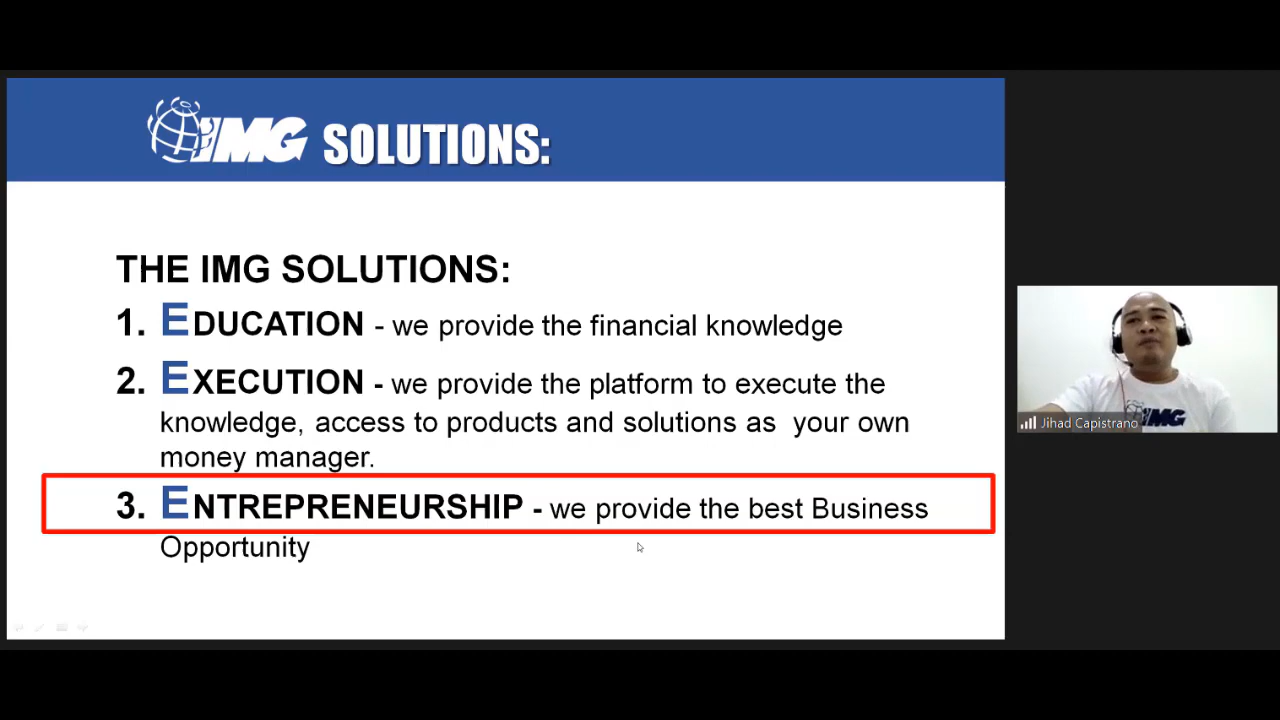 IMG SOLUTIONS:
THE IMG SOLUTIONS:
1. EDUCATION - we provide the financial knowledge
2. EXECUTION - we provide the platform to execute the
knowledge, access to products and solutions as your own
money manager.
3. ENTREPRENEURSHIP - we provide the best Business
Opportunity
IMG
Jihad Capistrano